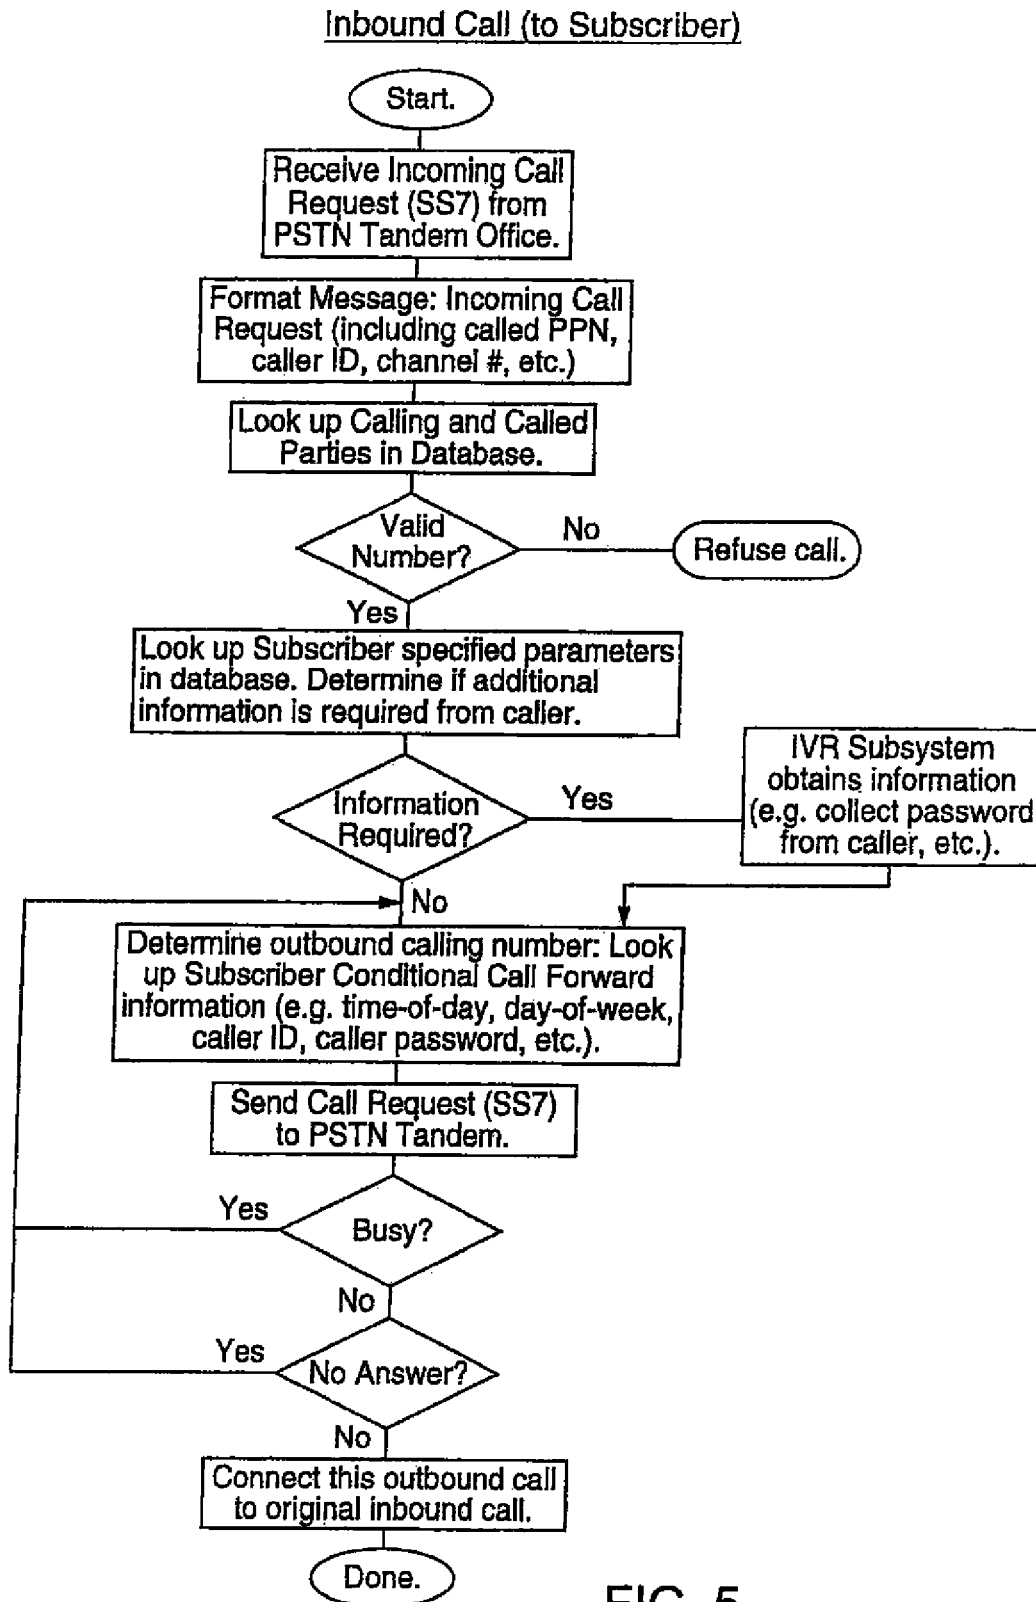 Inbound Call (to Subscriber)
Start.
Receive Incoming Call
Request (SS7) from
PSTN Tandem Office.
Format Message: Incoming Call
Request (including called PPN,
caller ID, channel #, etc.)
Look up Calling and Called
Parties in Database.
Valid
Number?
No
Refuse call.
Yes
Look up Subscriber specified parameters
in database. Determine if additional
information is required from caller.
Information
Required?
Yes
IVR Subsystem
obtains information
(e.g. collect password
from caller, etc.).
No
Determine outbound calling number: Look
up Subscriber Conditional Call Forward
information (e.g. time-of-day, day-of-week,
caller ID, caller password, etc.).
Send Call Request (SS7)
to PSTN Tandem.
Yes
Busy?
No
Yes
No Answer?
No
Connect this outbound call
to original inbound call.
Done.
FIG. 5